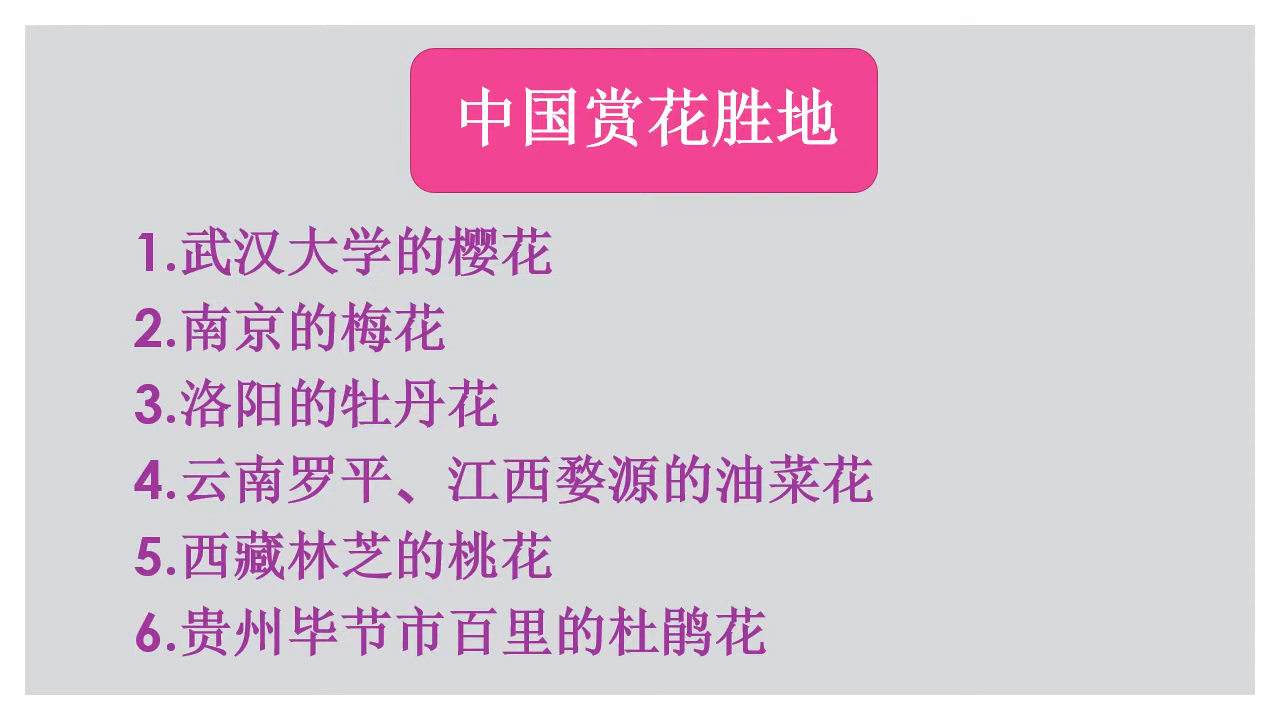 中国赏花胜地
1.武汉大学的樱花
2.南京的梅花
3.洛阳的牡丹花
4.云南罗平、江西婺源的油菜花
5.西藏林芝的桃花
6.贵州毕节市百里的杜鹃花